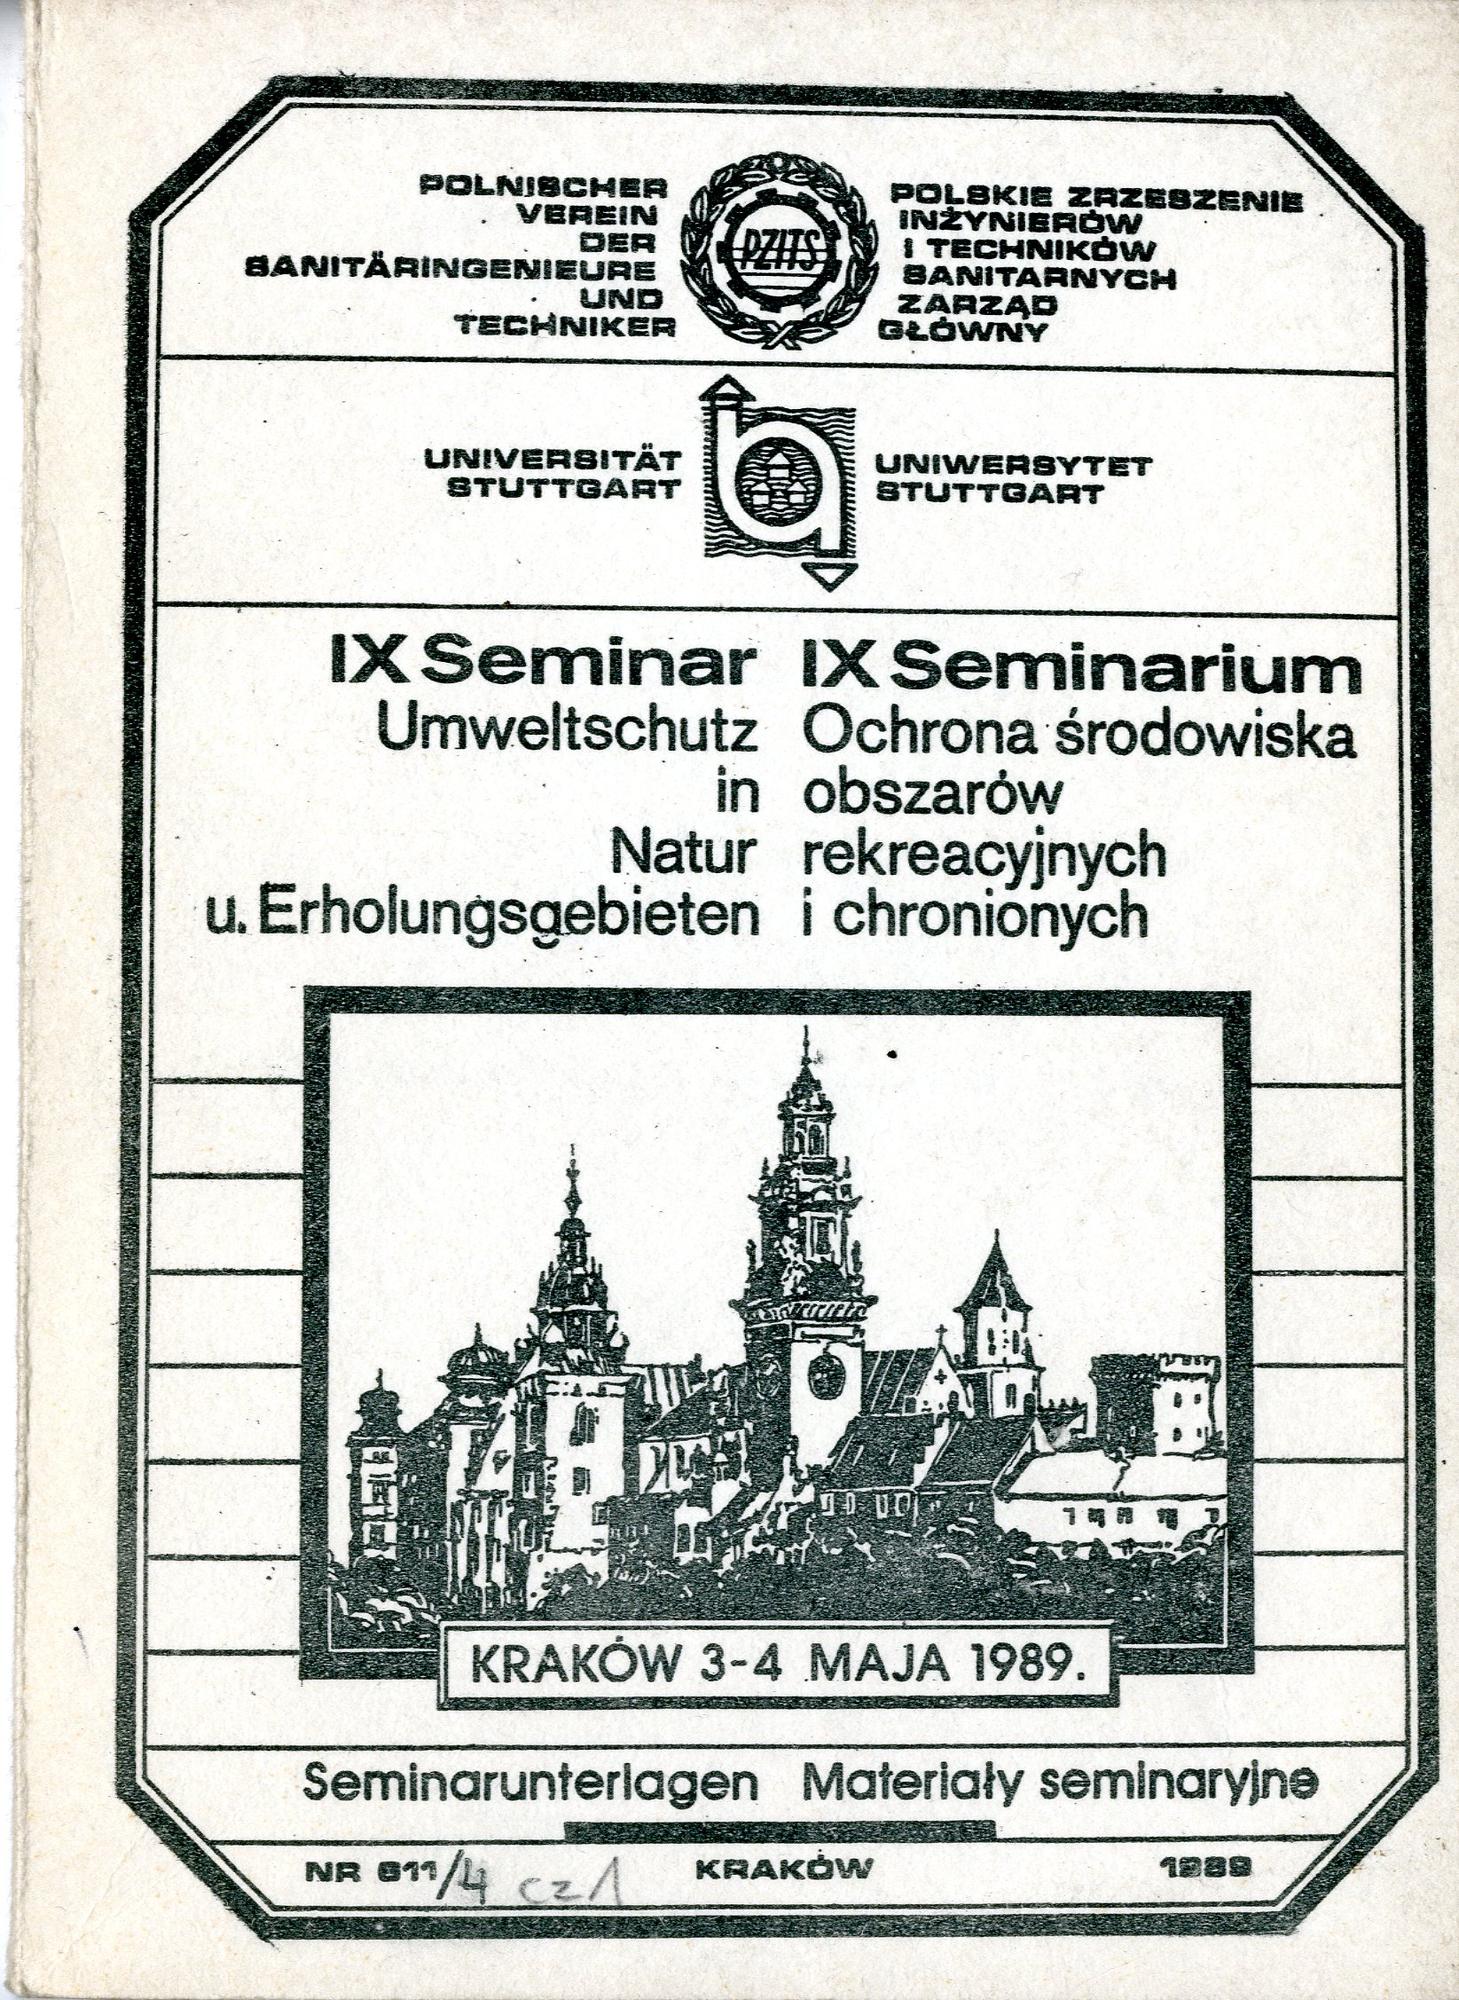 POLNISCHER
VEREIN
DER
SANITÄRINGENIEURE
UND
TECHNIKER
PZITS
POLSKIE ZRZESZENIE
INŻYNIERÓW
I TECHNIKÓW
SANITARNYCH
ZARZĄD
GŁÓWNY
UNIVERSITÄT
STUTTGART
UNIWERSYTET
STUTTGART
IX Seminar
Umweltschutz
in
Natur
u. Erholungsgebieten
IX Seminarium
Ochrona środowiska
obszarów
rekreacyjnych
i chronionych
KRAKÓW 3-4 MAJA 1989.
Seminarunterlagen Materiały seminaryjne
NR 611/4 cz1 KRAKÓW 1989